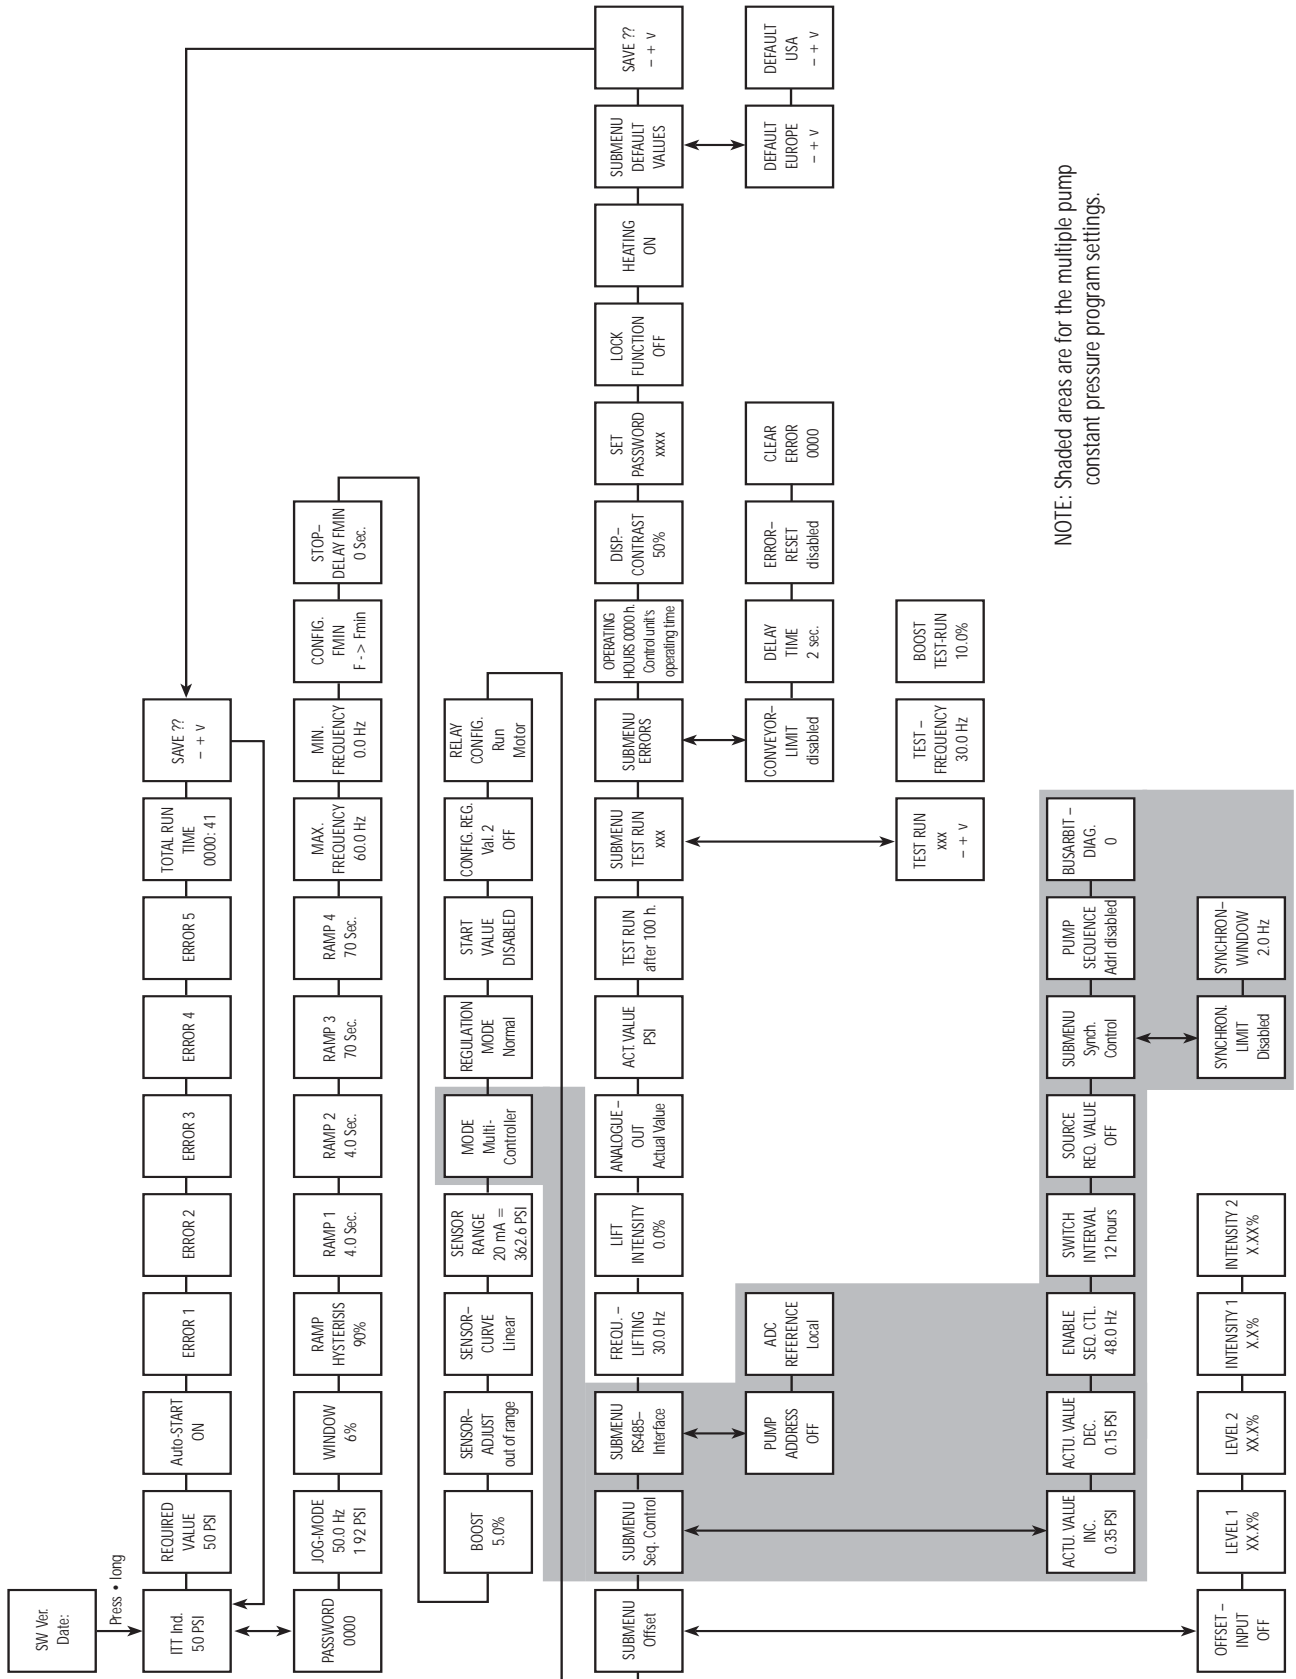 SW Ver.
Date:
Press • long
ITT Ind.
50 PSI
REQUIRED
VALUE
50 PSI
Auto-START
ON
ERROR 1
ERROR 2
ERROR 3
ERROR 4
ERROR 5
TOTAL RUN
TIME
0000: 41
SAVE ??
– + v
PASSWORD
0000
JOG-MODE
50.0 Hz
1 92 PSI
WINDOW
6%
RAMP
HYSTERISIS
90%
RAMP 1
4.0 Sec.
RAMP 2
4.0 Sec.
RAMP 3
70 Sec.
RAMP 4
70 Sec.
MAX.
FREQUENCY
60.0 Hz
MIN.
FREQUENCY
0.0 Hz
CONFIG.
FMIN
F - > Fmin
STOP–
DELAY FMIN
0 Sec.
BOOST
5.0%
SENSOR–
ADJUST
out of range
SENSOR–
CURVE
Linear
SENSOR
RANGE
20 mA =
362.6 PSI
MODE
Multi-
Controller
REGULATION
MODE
Normal
START
VALUE
DISABLED
CONFIG. REG.
Val. 2
OFF
RELAY
CONFIG.
Run
Motor
SUBMENU
Offset
SUBMENU
Seq. Control
SUBMENU
RS485–
Interface
FREQU. –
LIFTING
30.0 Hz
LIFT
INTENSITY
0.0%
ANALOGUE –
OUT
Actual Value
ACT. VALUE
PSI
TEST RUN
after 100 h.
SUBMENU
TEST RUN
xxx
SUBMENU
ERRORS
OPERATING
HOURS 0000 h.
Control unit's
operating time
DISP.–
CONTRAST
50%
SET
PASSWORD
xxxx
LOCK
FUNCTION
OFF
HEATING
ON
SUBMENU
DEFAULT
VALUES
SAVE ??
– + v
PUMP
ADDRESS
OFF
ADC
REFERENCE
Local
CONVEYOR–
LIMIT
disabled
DELAY
TIME
2 sec.
ERROR–
RESET
disabled
CLEAR
ERROR
0000
DEFAULT
EUROPE
– + v
DEFAULT
USA
– + v
TEST RUN
xxx
– + v
TEST –
FREQUENCY
30.0 Hz
BOOST
TEST-RUN
10.0%
ACTU. VALUE
INC.
0.35 PSI
ACTU. VALUE
DEC.
0.15 PSI
ENABLE
SEQ. CTL.
48.0 Hz
SWITCH
INTERVAL
12 hours
SOURCE
REQ. VALUE
OFF
SUBMENU
Synch.
Control
PUMP
SEQUENCE
Adrl disabled
BUSARBIT –
DIAG.
0
OFFSET –
INPUT
OFF
LEVEL 1
XX.X%
LEVEL 2
XX.X%
INTENSITY 1
X.X%
INTENSITY 2
X.XX%
SYNCHRON.
LIMIT
Disabled
SYNCHRON–
WINDOW
2.0 Hz
NOTE: Shaded areas are for the multiple pump
constant pressure program settings.